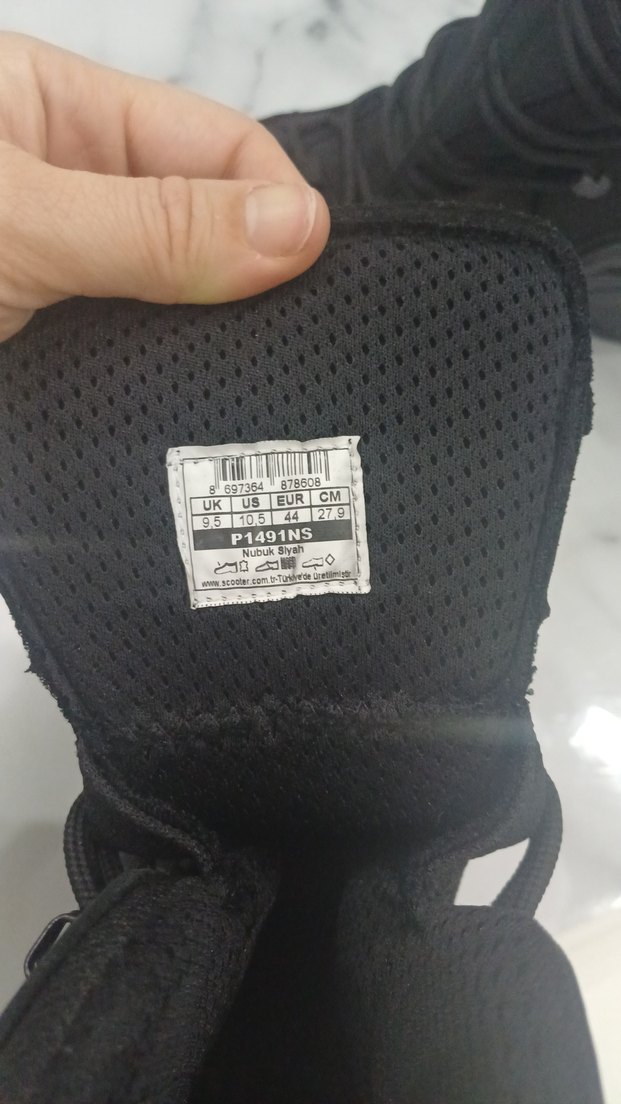 8 697364 878608
UK US EUR CM
9,5 10,5 44 27,9
P1491NS
Nubuk Siyah
www.scooter.com.tr-Türkiye'de üretilmiştir